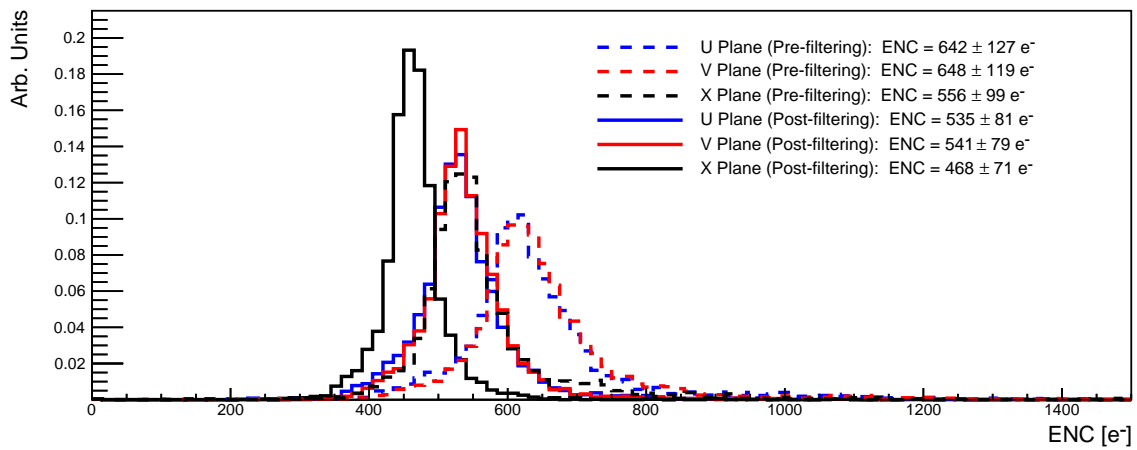 Arb. Units
0.2
0.18
0.16
0.14
0.12
0.1
0.08
0.06
0.04
0.02
U Plane (Pre-filtering): ENC = 642 ± 127 e⁻
V Plane (Pre-filtering): ENC = 648 ± 119 e⁻
X Plane (Pre-filtering): ENC = 556 ± 99 e⁻
U Plane (Post-filtering): ENC = 535 ± 81 e⁻
V Plane (Post-filtering): ENC = 541 ± 79 e⁻
X Plane (Post-filtering): ENC = 468 ± 71 e⁻
0 200 400 600 800 1000 1200 1400
ENC [e⁻]